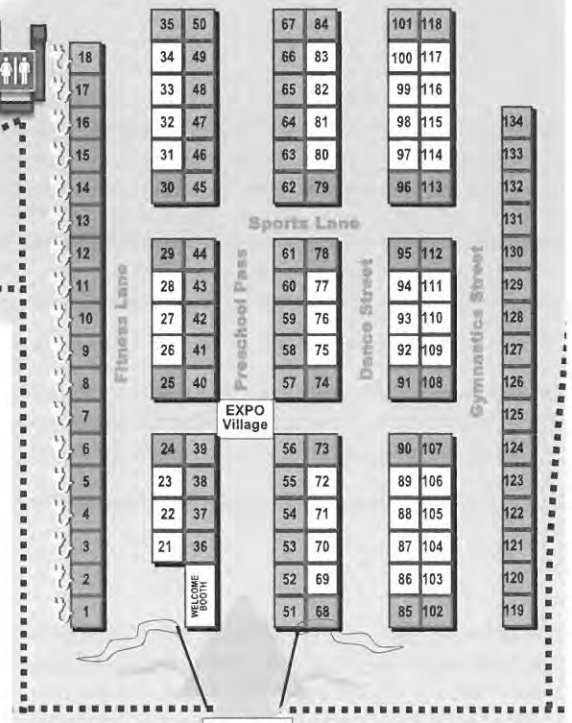 35 50 67 84 101 118
18 34 49 66 83 100 117
17 33 48 65 82 99 116
16 32 47 64 81 98 115 134
15 31 46 63 80 97 114 133
14 30 45 62 79 96 113 132
13 Sports Lane 131
12 29 44 61 78 95 112 130
11 28 43 60 77 94 111 129
10 27 42 59 76 93 110 128
9 26 41 58 75 92 109 127
8 25 40 57 74 91 108 126
Fitness Lane
Preschool Pass
Dance Street
Gymnastics Street
7 EXPO 125
Village
6 24 39 56 73 90 107 124
5 23 38 55 72 89 106 123
4 22 37 54 71 88 105 122
3 21 36 53 70 87 104 121
2 52 69 86 103 120
WELCOME
BOOTH
1 51 68 85 102 119